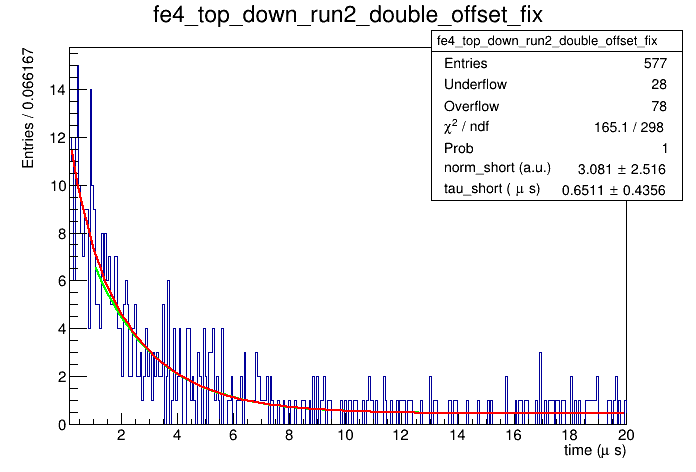 fe4_top_down_run2_double_offset_fix
fe4_top_down_run2_double_offset_fix
Entries 577
Underflow 28
Overflow 78
χ² / ndf 165.1 / 298
Prob 1
norm_short (a.u.) 3.081 ± 2.516
tau_short ( μ s) 0.6511 ± 0.4356
Entries / 0.066167
14
12
10
8
6
4
2
0
2 4 6 8 10 12 14 16 18 20
time (μ s)